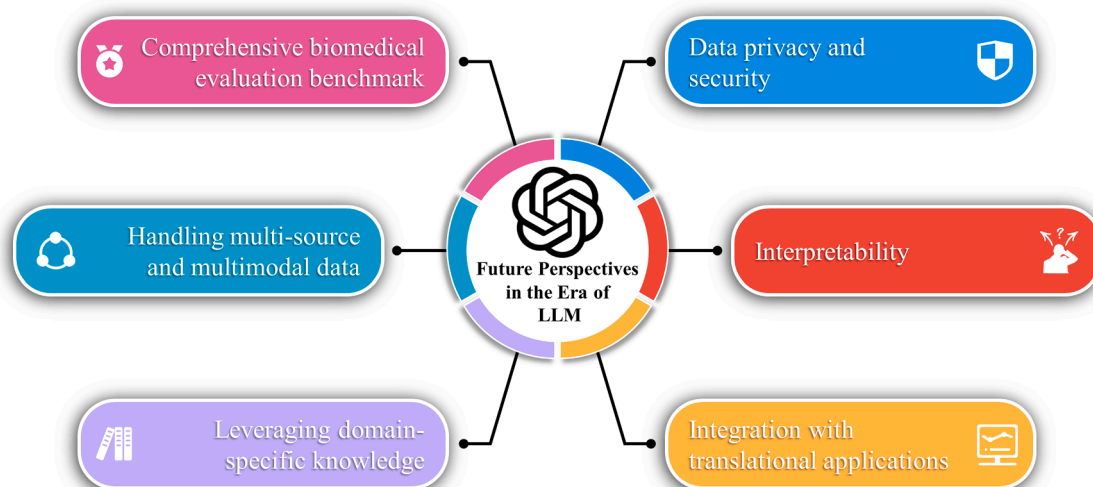 Comprehensive biomedical
evaluation benchmark
Data privacy and
security
Handling multi-source
and multimodal data
Future Perspectives
in the Era of
LLM
Interpretability
?
Leveraging domain-
specific knowledge
Integration with
translational applications